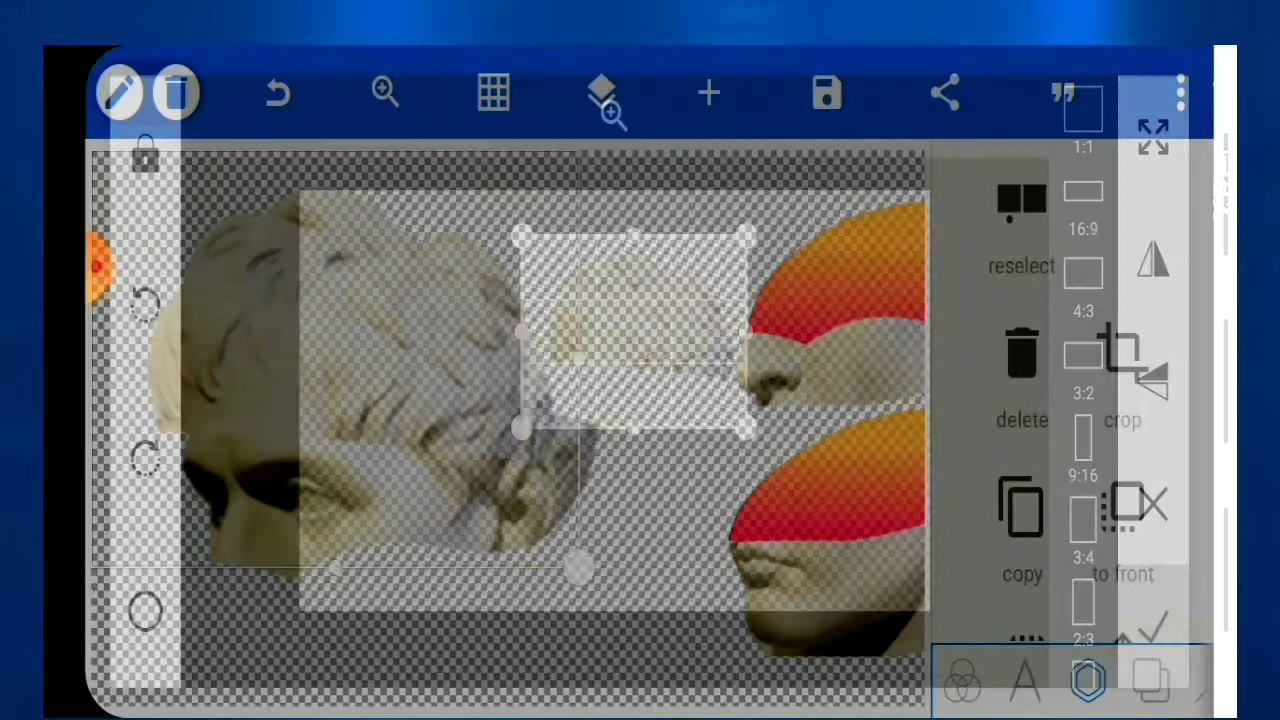 1:1
16:9
reselect
4:3
3:2
delete
crop
9:16
3:4
copy
to front
2:3